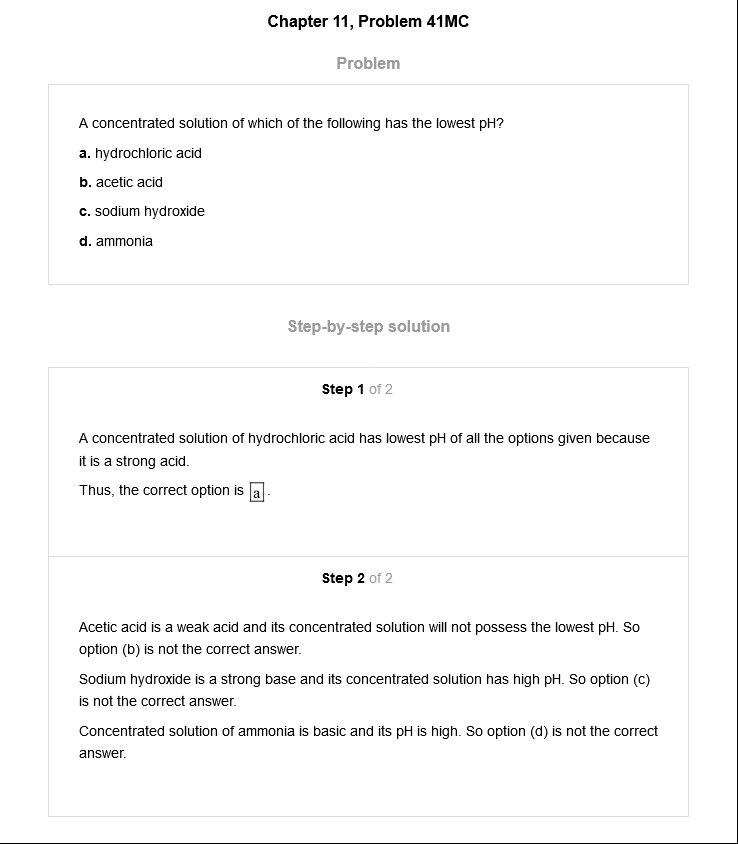 Chapter 11, Problem 41MC
Problem
A concentrated solution of which of the following has the lowest pH?
a. hydrochloric acid
b. acetic acid
c. sodium hydroxide
d. ammonia
Step-by-step solution
Step 1 of 2
A concentrated solution of hydrochloric acid has lowest pH of all the options given because
it is a strong acid.
Thus, the correct option is a.
Step 2 of 2
Acetic acid is a weak acid and its concentrated solution will not possess the lowest pH. So
option (b) is not the correct answer.
Sodium hydroxide is a strong base and its concentrated solution has high pH. So option (c)
is not the correct answer.
Concentrated solution of ammonia is basic and its pH is high. So option (d) is not the correct
answer.